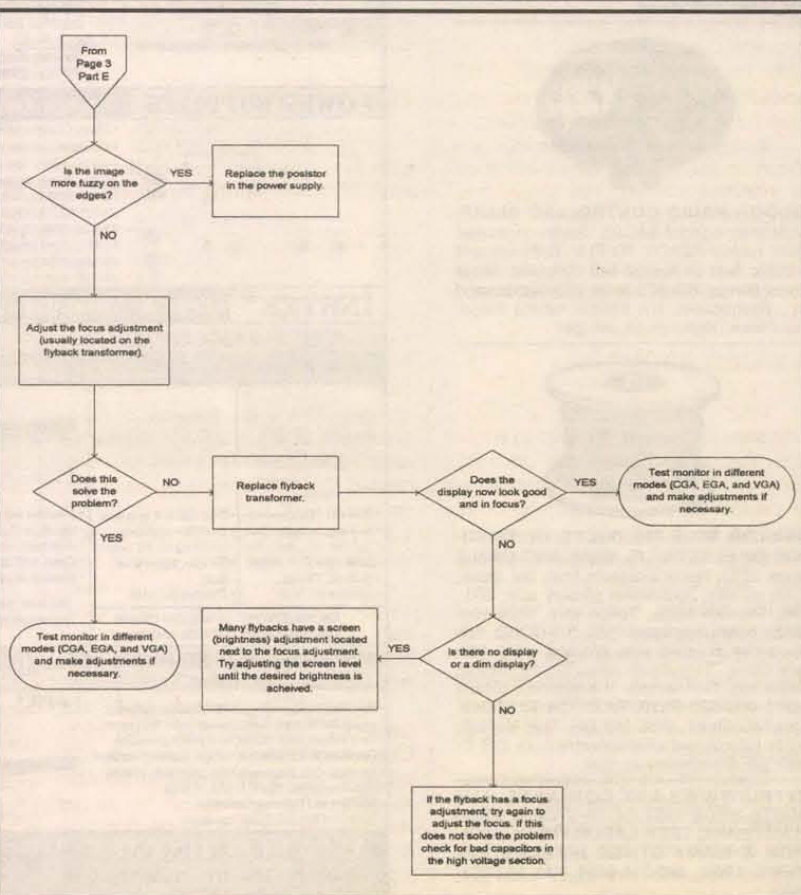 From
Page 3
Part E
Is the image
more fuzzy on the
edges?
YES
Replace the posistor
in the power supply.
NO
Adjust the focus adjustment
(usually located on the
flyback transformer).
Does this
solve the
problem?
NO
Replace flyback
transformer.
Does the
display now look good
and in focus?
YES
Test monitor in different
modes (CGA, EGA, and VGA)
and make adjustments if
necessary.
YES
NO
Test monitor in different
modes (CGA, EGA, and VGA)
and make adjustments if
necessary.
Many flybacks have a screen
(brightness) adjustment located
next to the focus adjustment.
Try adjusting the screen level
until the desired brightness is
acheived.
YES
Is there no display
or a dim display?
NO
If the flyback has a focus
adjustment, try again to
adjust the focus. If this
does not solve the problem
check for bad capacitors in
the high voltage section.